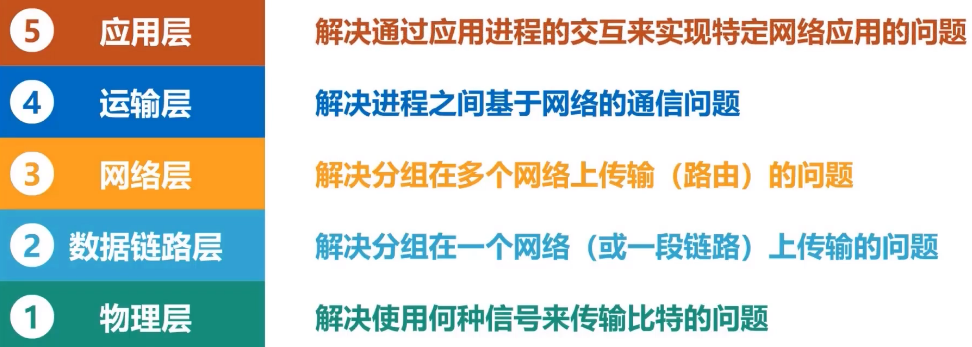 5 应用层 解决通过应用进程的交互来实现特定网络应用的问题
4 运输层 解决进程之间基于网络的通信问题
3 网络层 解决分组在多个网络上传输（路由）的问题
2 数据链路层 解决分组在一个网络（或一段链路）上传输的问题
1 物理层 解决使用何种信号来传输比特的问题